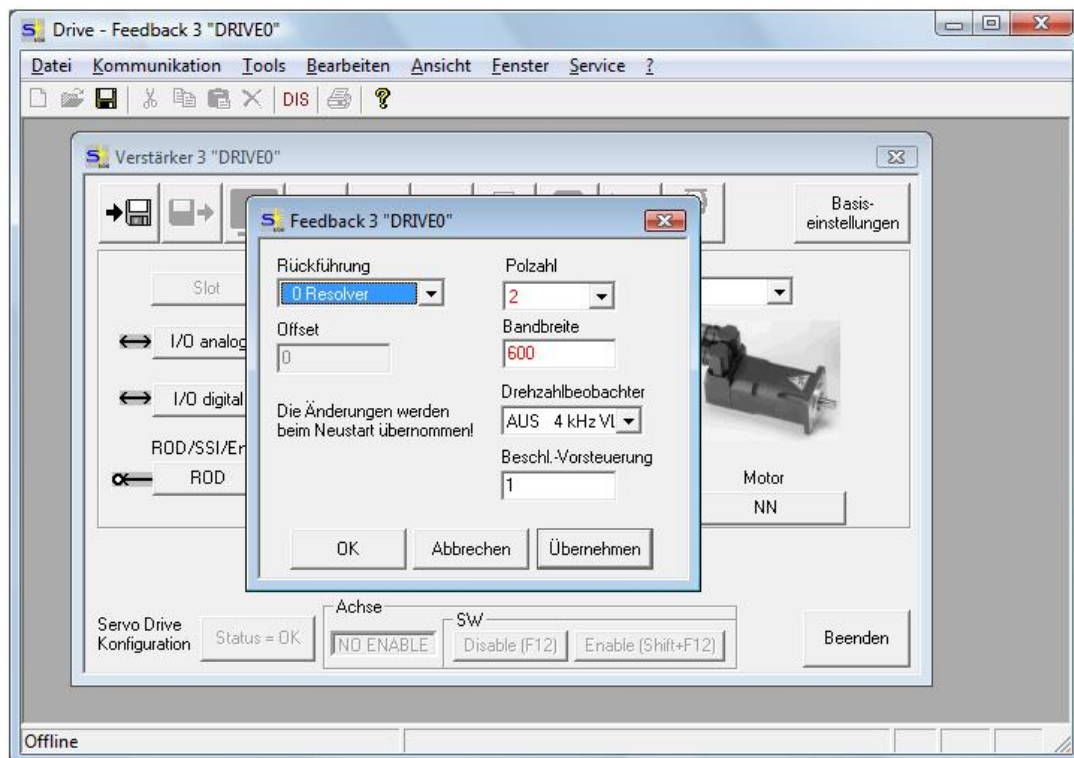 Drive - Feedback 3 "DRIVE0"
Datei Kommunikation Tools Bearbeiten Ansicht Fenster Service ?
DIS
Verstärker 3 "DRIVE0"
Basis-
einstellungen
Feedback 3 "DRIVE0"
Rückführung
0 Resolver
Polzahl
2
Offset
0
Bandbreite
600
Die Änderungen werden
beim Neustart übernommen!
Drehzahlbeobachter
AUS 4 kHz VL
Beschl.-Vorsteuerung
1
OK Abbrechen Übernehmen
Slot
I/O analog
I/O digital
ROD/SSI/Er
ROD
Motor
NN
Servo Drive
Konfiguration
Status = OK
Achse
NO ENABLE
SW
Disable (F12) Enable (Shift+F12)
Beenden
Offline